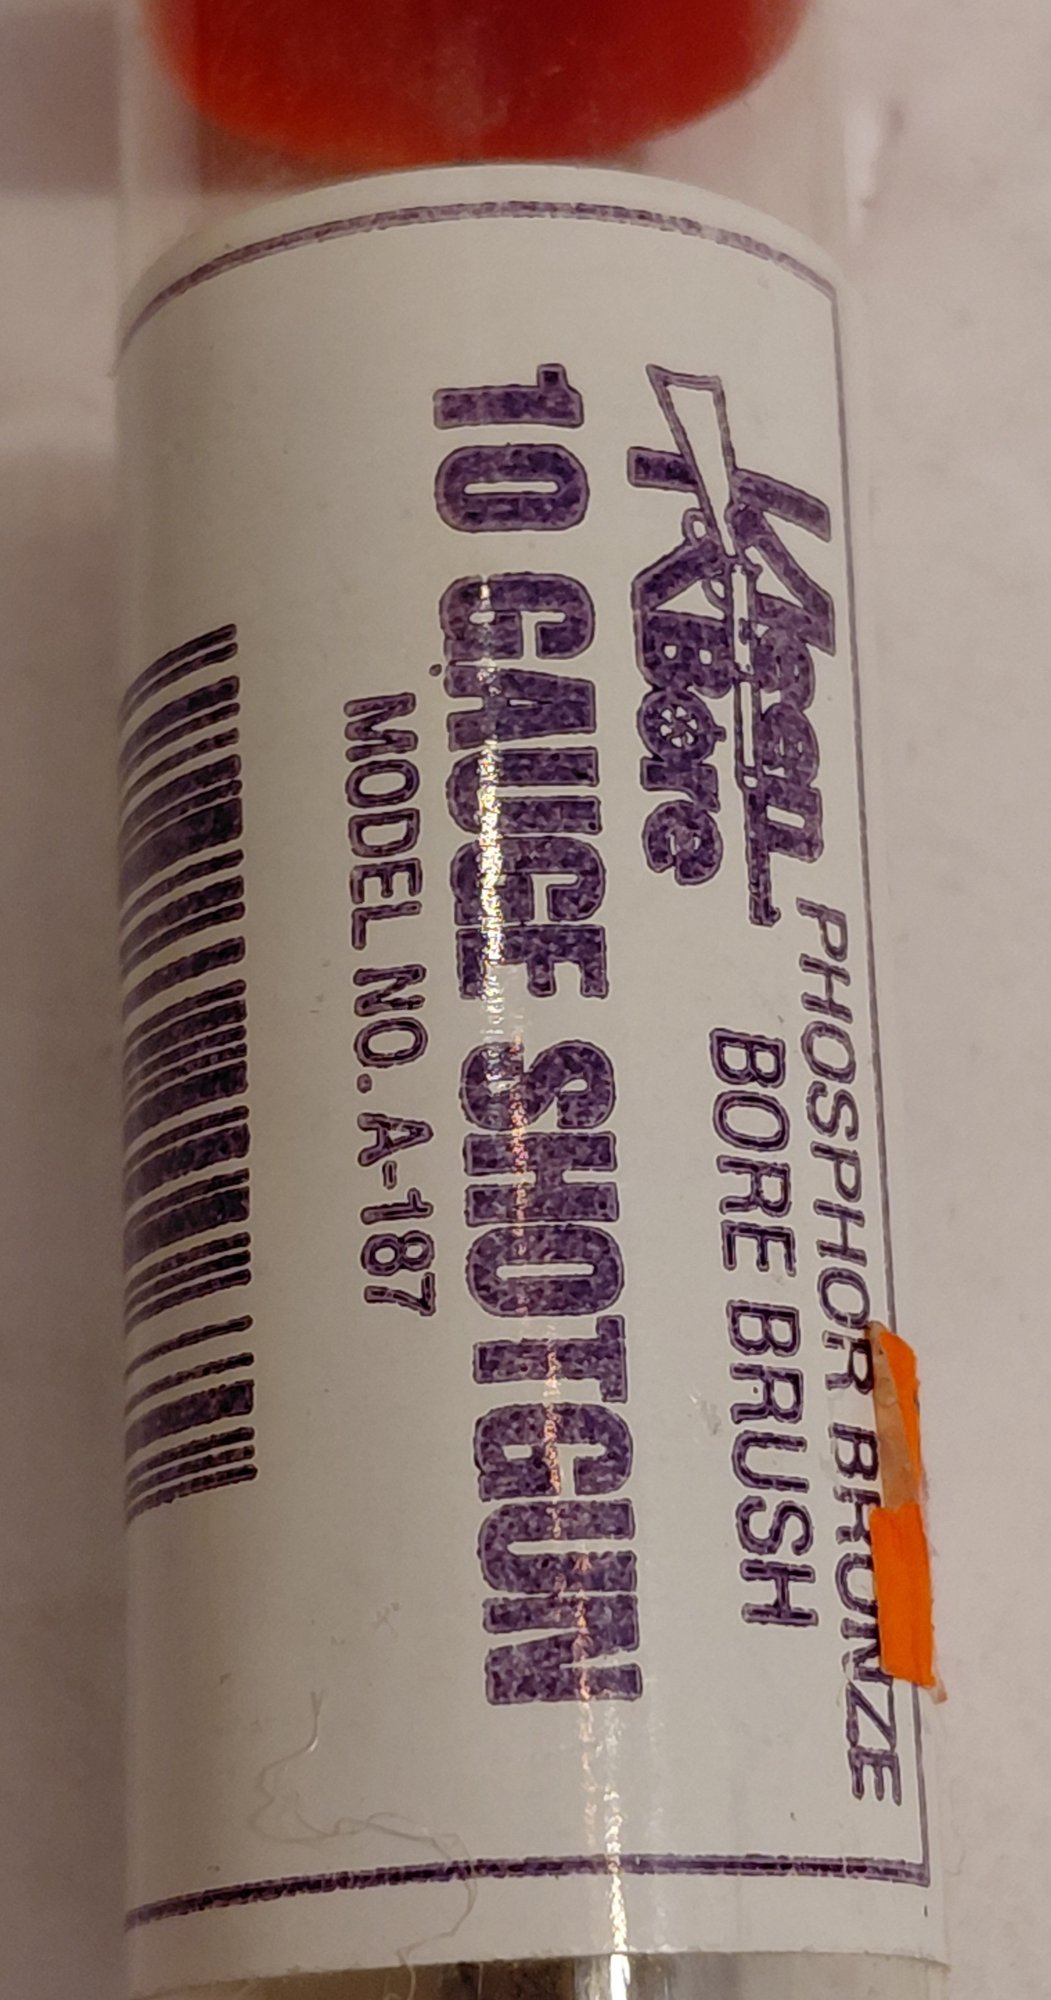 Kleen
Bore
PHOSPHOR BRONZE
BORE BRUSH
10 GAUGE SHOTGUN
MODEL NO. A-187